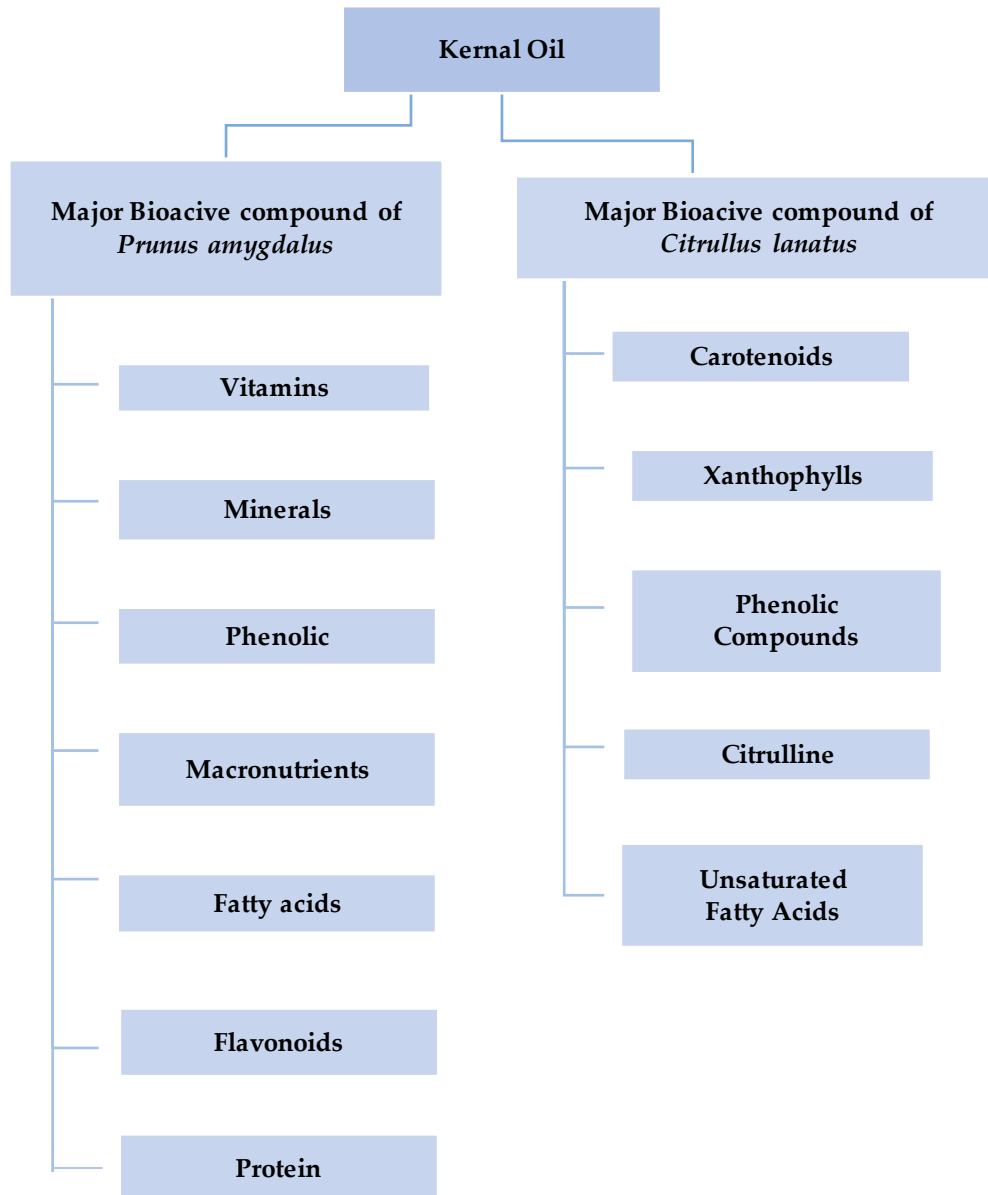 Kernal Oil
Major Bioacive compound of
Prunus amygdalus
Vitamins
Minerals
Phenolic
Macronutrients
Fatty acids
Flavonoids
Protein
Major Bioacive compound of
Citrullus lanatus
Carotenoids
Xanthophylls
Phenolic
Compounds
Citrulline
Unsaturated
Fatty Acids